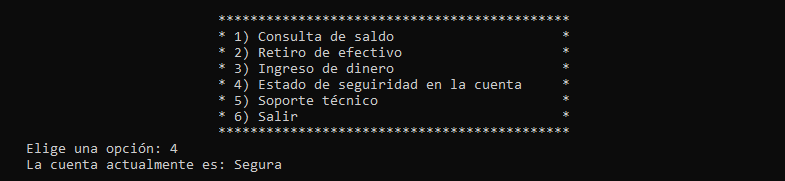 ********************************************
* 1) Consulta de saldo *
* 2) Retiro de efectivo *
* 3) Ingreso de dinero *
* 4) Estado de seguiridad en la cuenta *
* 5) Soporte técnico *
* 6) Salir *
********************************************
Elige una opción: 4
La cuenta actualmente es: Segura